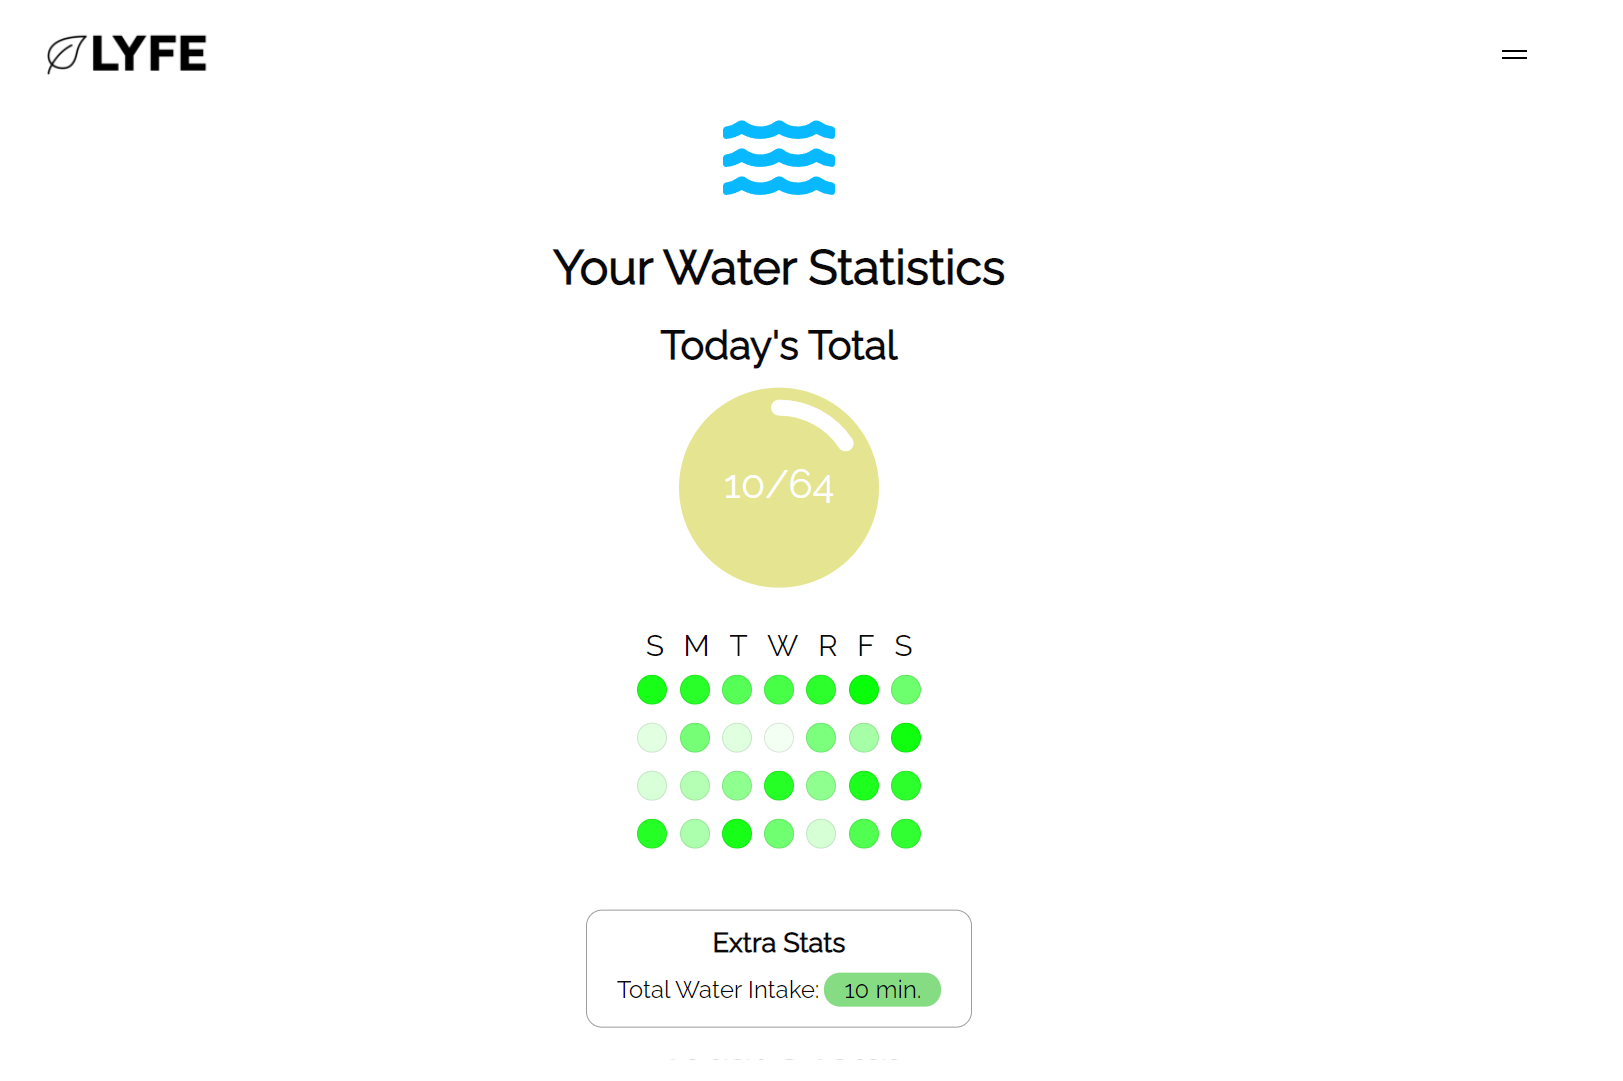 LYFE
Your Water Statistics
Today's Total
10/64
S M T W R F S
Extra Stats
Total Water Intake: 10 min.